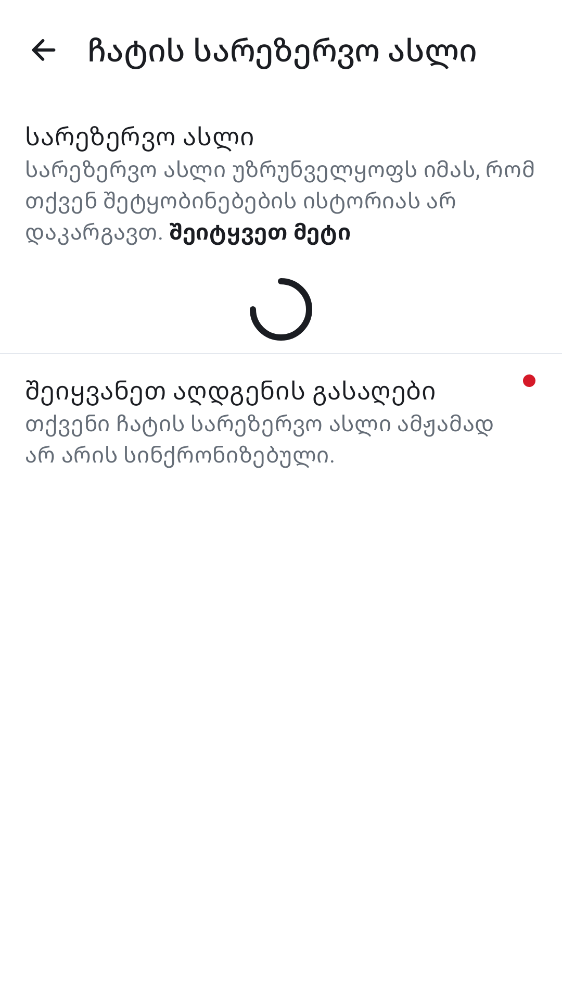 ჩატის სარეზერვო ასლი
სარეზერვო ასლი
სარეზერვო ასლი უზრუნველყოფს იმას, რომ
თქვენ შეტყობინებების ისტორიას არ
დაკარგავთ. შეიტყვეთ მეტი
შეიყვანეთ აღდგენის გასაღები
თქვენი ჩატის სარეზერვო ასლი ამჟამად
არ არის სინქრონიზებული.